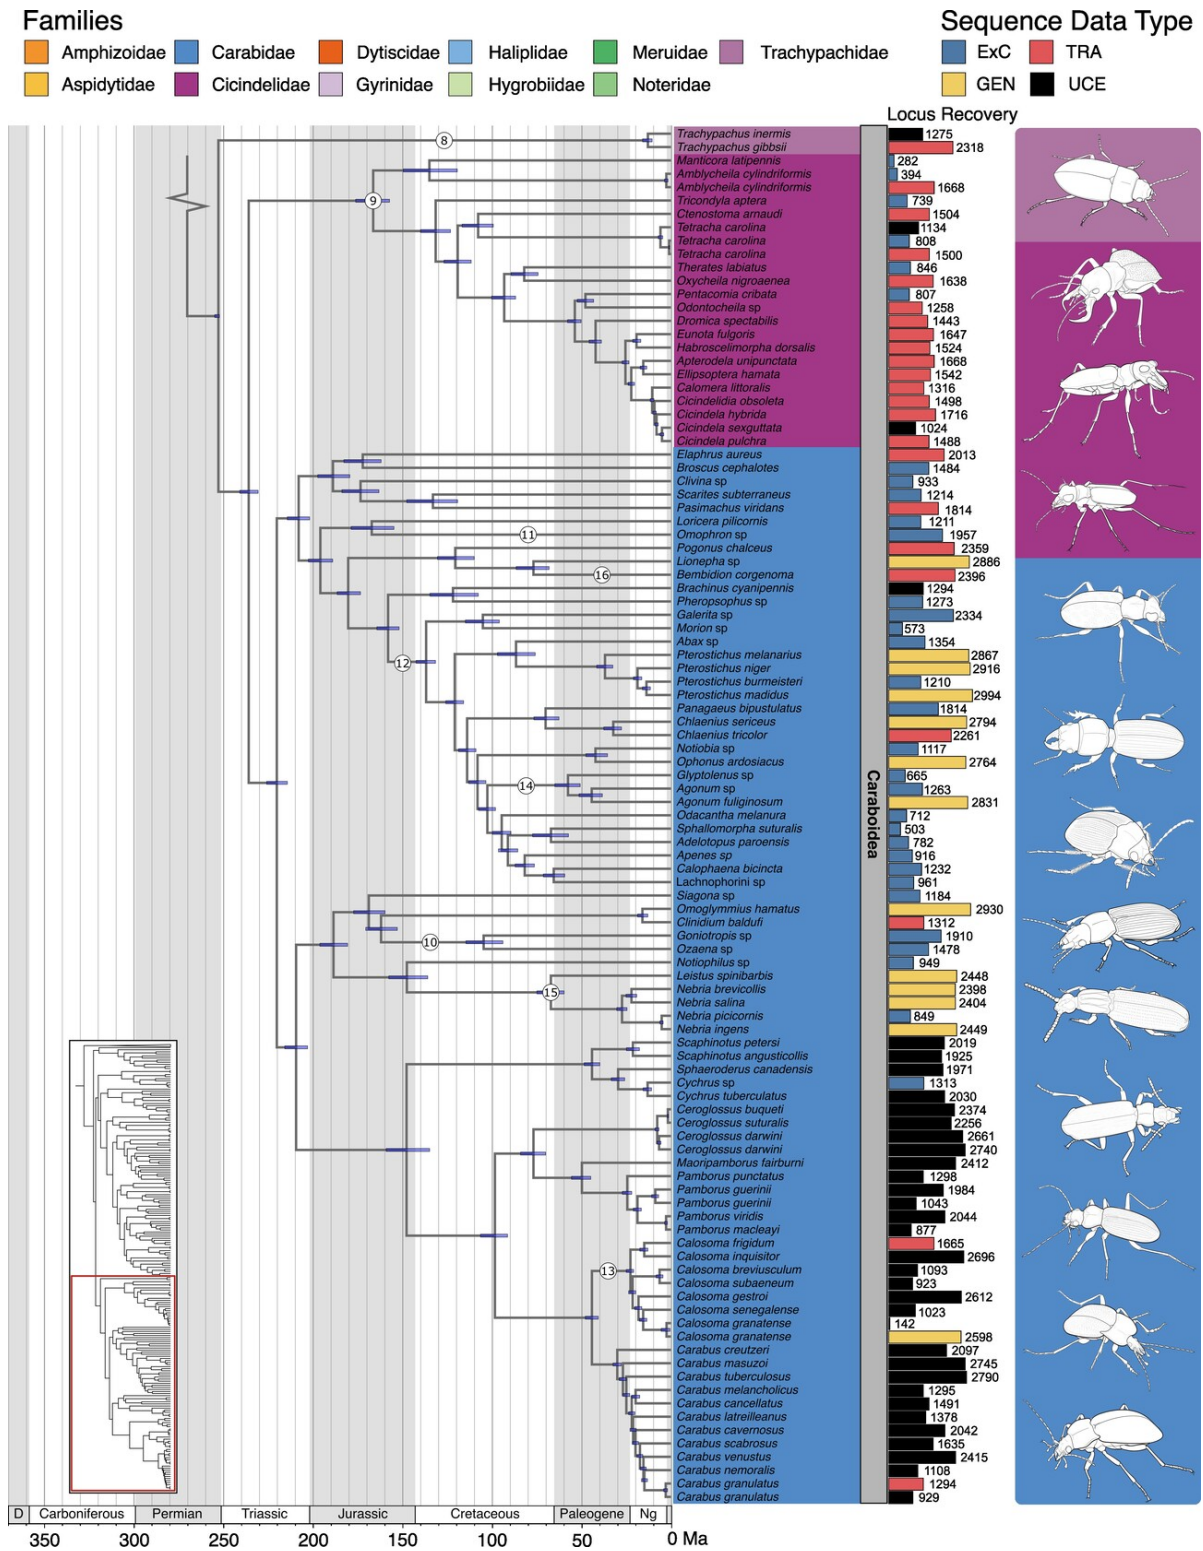 Families
Sequence Data Type
Amphizoidae
Carabidae
Dytiscidae
Haliplidae
Meruidae
Trachypachidae
ExC
TRA
Aspidytidae
Cicindelidae
Gyrinidae
Hygrobiidae
Noteridae
GEN
UCE
Locus Recovery
Trachypachus inermis 1275
Trachypachus gibbsii 2318
8
Manticora latipennis 282
Amblycheila cylindriformis 394
Amblycheila cylindriformis 1668
9
Tricondyla aptera 739
Ctenostoma arnaudi 1504
Tetracha carolina 1134
Tetracha carolina 808
Tetracha carolina 1500
Therates labiatus 846
Oxycheila nigroaenea 1638
Pentacomia cribata 807
Odontocheila sp 1258
Dromica spectabilis 1443
Eunota fulgoris 1647
Habroscelimorpha dorsalis 1524
Apterodela unipunctata 1668
Ellipsoptera hamata 1542
Calomera littoralis 1316
Cicindelidia obsoleta 1498
Cicindela hybrida 1716
Cicindela sexguttata 1024
Cicindela pulchra 1488
Elaphrus aureus 2013
Broscus cephalotes 1484
Clivina sp 933
Scarites subterraneus 1214
Pasimachus viridans 1814
Loricera pilicornis 1211
11
Omophron sp 1957
Pogonus chalceus 2359
Lionepha sp 2886
16
Bembidion corgenoma 2396
Brachinus cyanipennis 1294
Pheropsophus sp 1273
Galerita sp 2334
Morion sp 573
Abax sp 1354
12
Pterostichus melanarius 2867
Pterostichus niger 2916
Pterostichus burmeisteri 1210
Pterostichus madidus 2994
Panagaeus bipustulatus 1814
Chlaenius sericeus 2794
Chlaenius tricolor 2261
Notiobia sp 1117
Ophonus ardosiacus 2764
Glyptolenus sp 665
14
Agonum sp 1263
Agonum fuliginosum 2831
Odacantha melanura 712
Sphallomorpha suturalis 503
Adelotopus paroensis 782
Apenes sp 916
Calophaena bicincta 1232
Lachnophorini sp 961
Siagona sp 1184
Omoglymmius hamatus 2930
Clinidium baldufi 1312
10
Goniotropis sp 1910
Ozaena sp 1478
Notiophilus sp 949
Leistus spinibarbis 2448
15
Nebria brevicollis 2398
Nebria salina 2404
Nebria picicornis 849
Nebria ingens 2449
Scaphinotus petersi 2019
Scaphinotus angusticollis 1925
Sphaeroderus canadensis 1971
Cychrus sp 1313
Cychrus tuberculatus 2030
Ceroglossus buqueti 2374
Ceroglossus suturalis 2256
Ceroglossus darwini 2661
Ceroglossus darwini 2740
Maoripamborus fairburni 2412
Pamborus punctatus 1298
Pamborus guerinii 1984
Pamborus guerinii 1043
Pamborus viridis 2044
Pamborus macleayi 877
Calosoma frigidum 1665
Calosoma inquisitor 2696
13
Calosoma breviusculum 1093
Calosoma subaeneum 923
Calosoma gestroi 2612
Calosoma senegalense 1023
Calosoma granatense 142
Calosoma granatense 2598
Carabus creutzeri 2097
Carabus masuzoi 2745
Carabus tuberculosus 2790
Carabus melancholicus 1295
Carabus cancellatus 1491
Carabus latreilleanus 1378
Carabus cavernosus 2042
Carabus scabrosus 1635
Carabus venustus 2415
Carabus nemoralis 1108
Carabus granulatus 1294
Carabus granulatus 929
Caraboidea
D Carboniferous Permian Triassic Jurassic Cretaceous Paleogene Ng
350 300 250 200 150 100 50 0 Ma